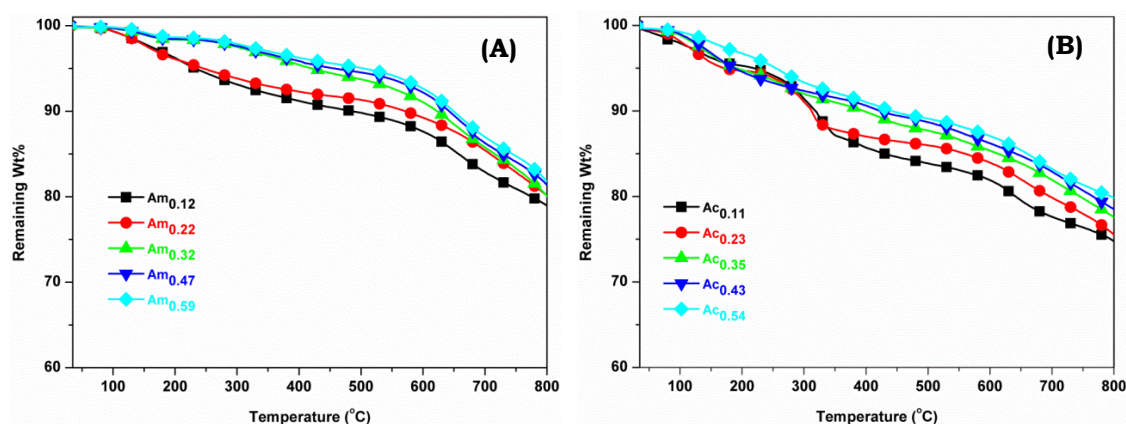 (A)
Remaining Wt%
100
90
80
70
60
Am0.12
Am0.22
Am0.32
Am0.47
Am0.59
100 200 300 400 500 600 700 800
Temperature (oC)
(B)
Remaining Wt%
100
90
80
70
60
Ac0.11
Ac0.23
Ac0.35
Ac0.43
Ac0.54
100 200 300 400 500 600 700 800
Temperature (oC)